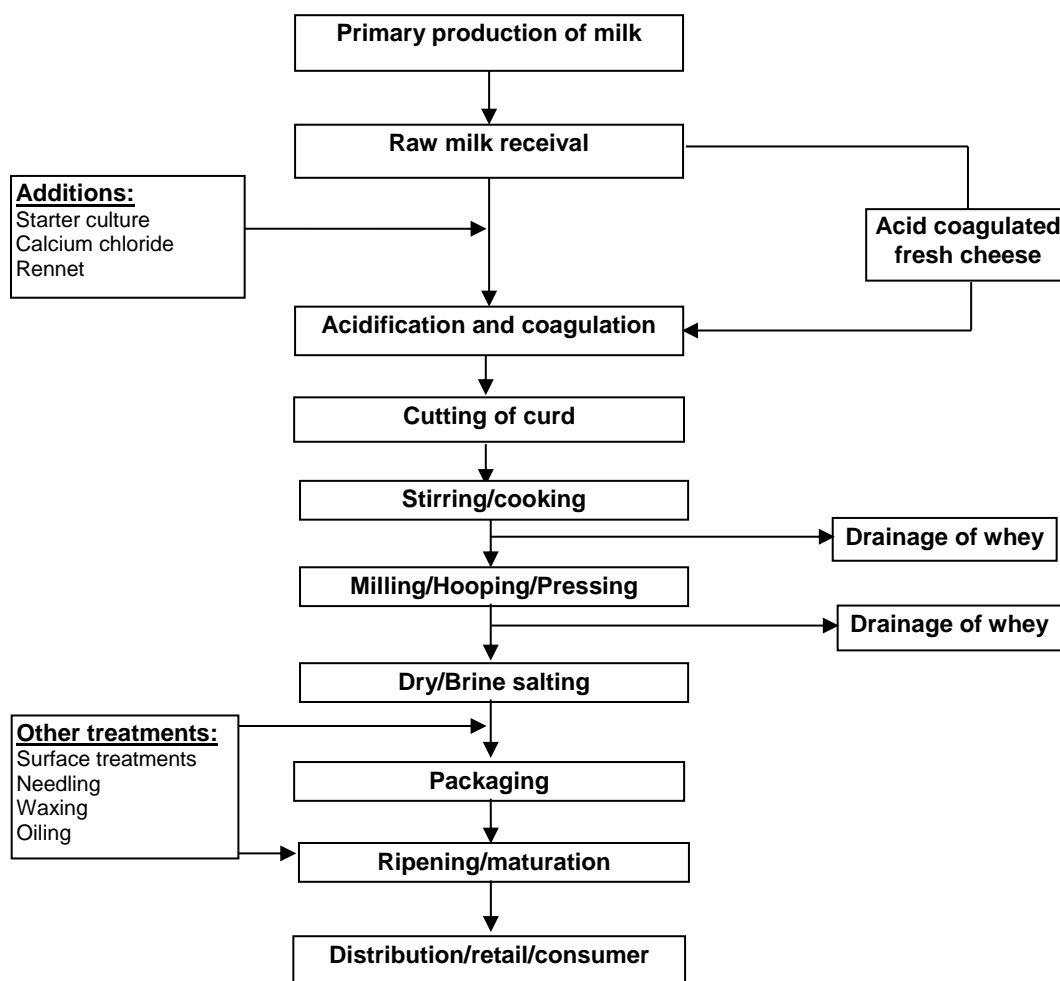 Primary production of milk
Raw milk receival
Additions:
Starter culture
Calcium chloride
Rennet
Acid coagulated
fresh cheese
Acidification and coagulation
Cutting of curd
Stirring/cooking
Drainage of whey
Milling/Hooping/Pressing
Drainage of whey
Dry/Brine salting
Other treatments:
Surface treatments
Needling
Waxing
Oiling
Packaging
Ripening/maturation
Distribution/retail/consumer